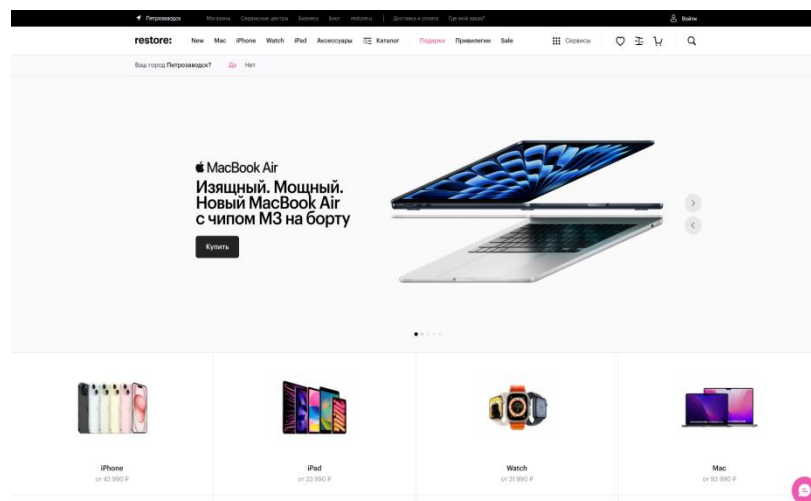 Петрозаводск Магазины Сервисные центры Бизнесу Блог restore:u Доставка и оплата Где мой заказ? Войти
restore: New Mac iPhone Watch iPad Аксессуары Каталог Подарки Привилегии Sale Сервисы
Ваш город Петрозаводск? Да Нет
MacBook Air
Изящный. Мощный.
Новый MacBook Air
с чипом M3 на борту
Купить
iPhone iPad Watch Mac
от 42 990 ₽ от 33 990 ₽ от 31 890 ₽ от 93 990 ₽